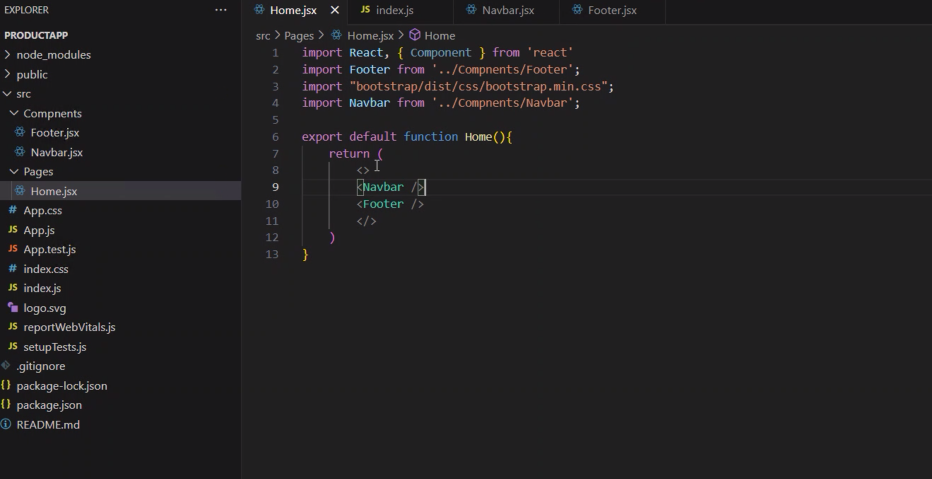 EXPLORER
PRODUCTAPP
node_modules
public
src
Compnents
Footer.jsx
Navbar.jsx
Pages
Home.jsx
App.css
App.js
App.test.js
index.css
index.js
logo.svg
reportWebVitals.js
setupTests.js
.gitignore
package-lock.json
package.json
README.md
Home.jsx
JS index.js
Navbar.jsx
Footer.jsx
src > Pages > Home.jsx > Home
1 import React, { Component } from 'react'
2 import Footer from '../Compnents/Footer';
3 import "bootstrap/dist/css/bootstrap.min.css";
4 import Navbar from '../Compnents/Navbar';
5
6 export default function Home(){
7 return (
8 <>
9 <Navbar />
10 <Footer />
11 </>
12 )
13 }